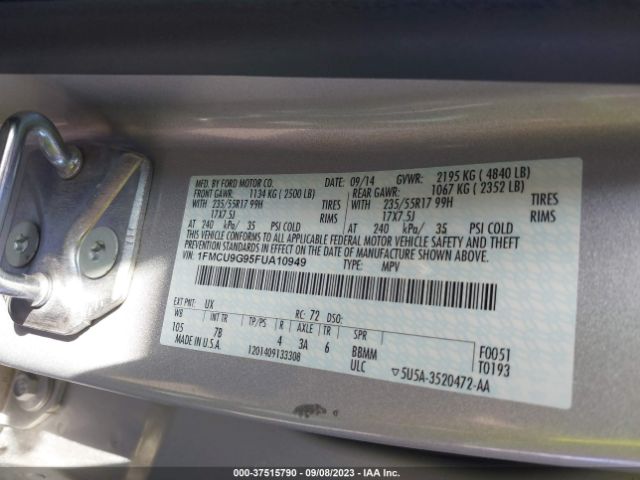 MFD. BY FORD MOTOR CO. DATE: 09/14 GVWR: 2195 KG ( 4840 LB)
FRONT GAWR: 1134 KG ( 2500 LB) REAR GAWR: 1067 KG ( 2352 LB)
WITH 235/55R17 99H TIRES WITH 235/55R17 99H TIRES
17X7.5J RIMS 17X7.5J RIMS
AT 240 kPa/ 35 PSI COLD AT 240 kPa/ 35 PSI COLD
THIS VEHICLE CONFORMS TO ALL APPLICABLE FEDERAL MOTOR VEHICLE SAFETY AND THEFT
PREVENTION STANDARDS IN EFFECT ON THE DATE OF MANUFACTURE SHOWN ABOVE.
VIN: 1FMCU9G95FUA10949 TYPE: MPV
EXT PNT: UX RC: 72 DSO:
WB INT TR TP/PS R AXLE TR SPR
105 7B 4 3A 6 BBMM F0051
MADE IN U.S.A. 1201409133308 ULC T0193
▽5U5A-3520472-AA
000-37515790 - 09/08/2023 - IAA Inc.